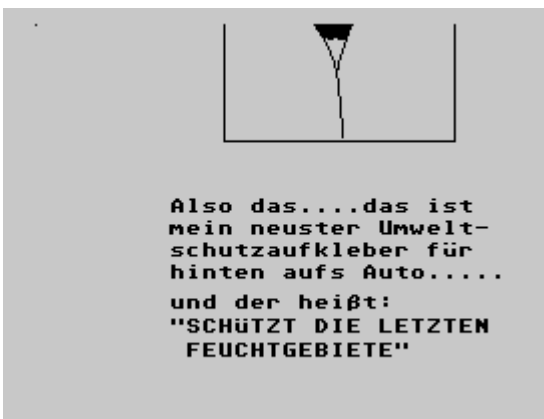 Also das....das ist
mein neuster Umwelt-
schutzaufkleber für
hinten aufs Auto.....
und der heißt:
"SCHüTZT DIE LETZTEN
FEUCHTGEBIETE"